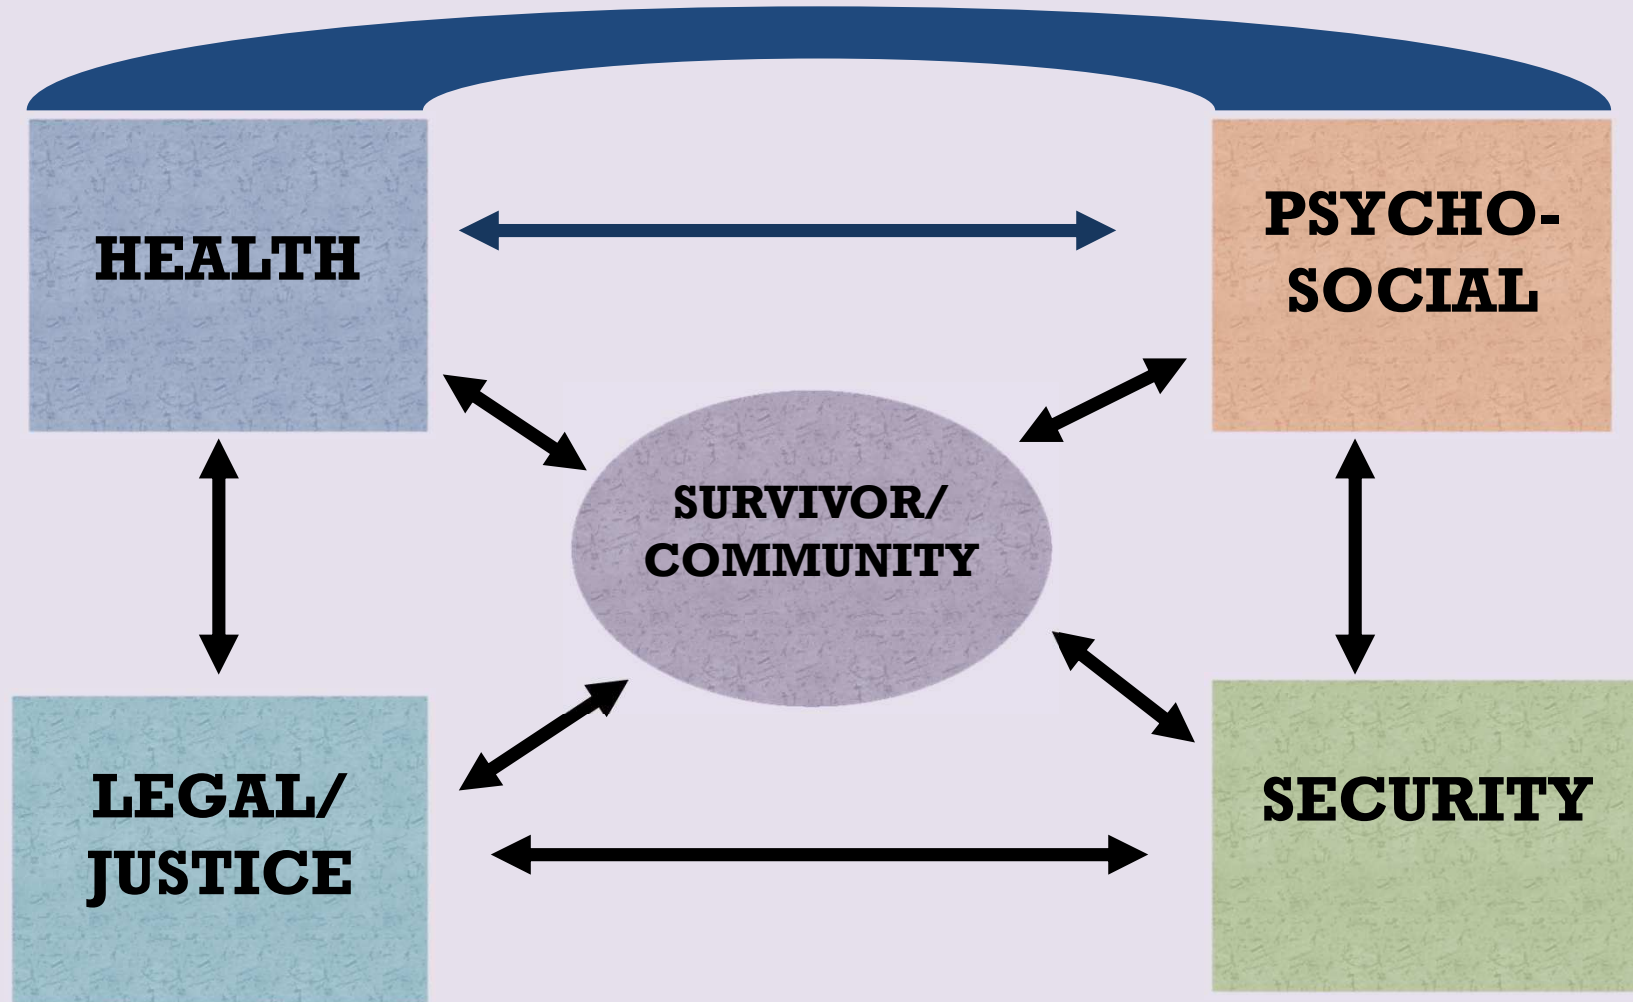 HEALTH
PSYCHO-
SOCIAL
SURVIVOR/
COMMUNITY
LEGAL/
JUSTICE
SECURITY